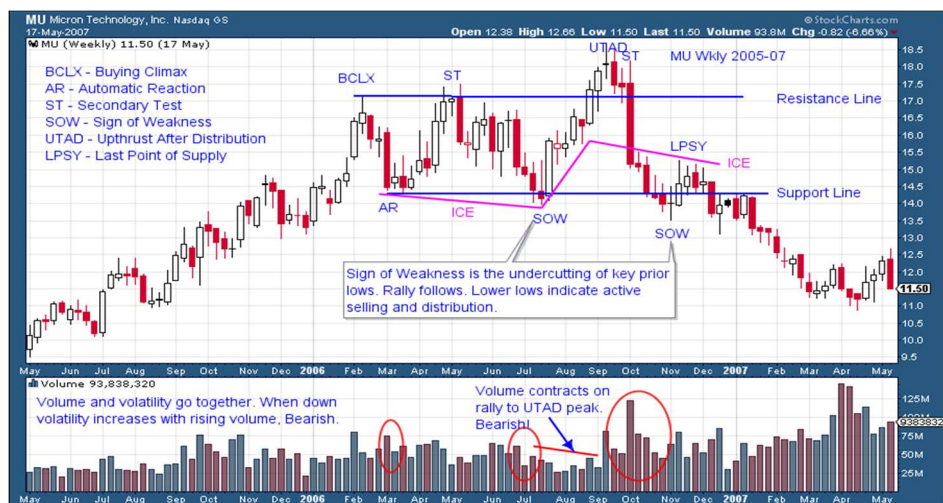 MU Micron Technology, Inc. Nasdaq GS
© StockCharts.com
17-May-2007
Open 12.38 High 12.66 Low 11.50 Last 11.50 Volume 93.8M Chg -0.82 (-6.66%)
MU (Weekly) 11.50 (17 May)
UTAD
ST
MU Wkly 2005-07
BCLX - Buying Climax
AR - Automatic Reaction
ST - Secondary Test
SOW - Sign of Weakness
UTAD - Upthrust After Distribution
LPSY - Last Point of Supply
BCLX
ST
Resistance Line
LPSY
ICE
Support Line
AR
ICE
SOW
SOW
Sign of Weakness is the undercutting of key prior
lows. Rally follows. Lower lows indicate active
selling and distribution.
18.5
18.0
17.5
17.0
16.5
16.0
15.5
15.0
14.5
14.0
13.5
13.0
12.5
12.0
11.50
11.0
10.5
10.0
9.5
May Jun Jul Aug Sep Oct Nov Dec 2006 Feb Mar Apr May Jun Jul Aug Sep Oct Nov Dec 2007 Feb Mar Apr May
Volume 93,838,320
Volume and volatility go together. When down
volatility increases with rising volume, Bearish.
Volume contracts on
rally to UTAD peak.
Bearish!
125M
75M
50M
25M
May Jun Jul Aug Sep Oct Nov Dec 2006 Feb Mar Apr May Jun Jul Aug Sep Oct Nov Dec 2007 Feb Mar Apr May